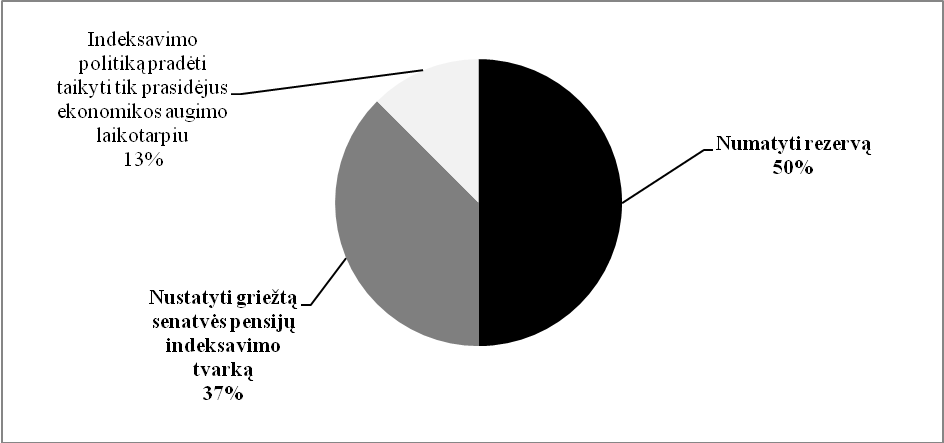 Indeksavimo
politiką pradėti
taikyti tik prasidėjus
ekonomikos augimo
laikotarpiu
13%
Numatyti rezervą
50%
Nustatyti griežtą
senatvės pensijų
indeksavimo
tvarką
37%